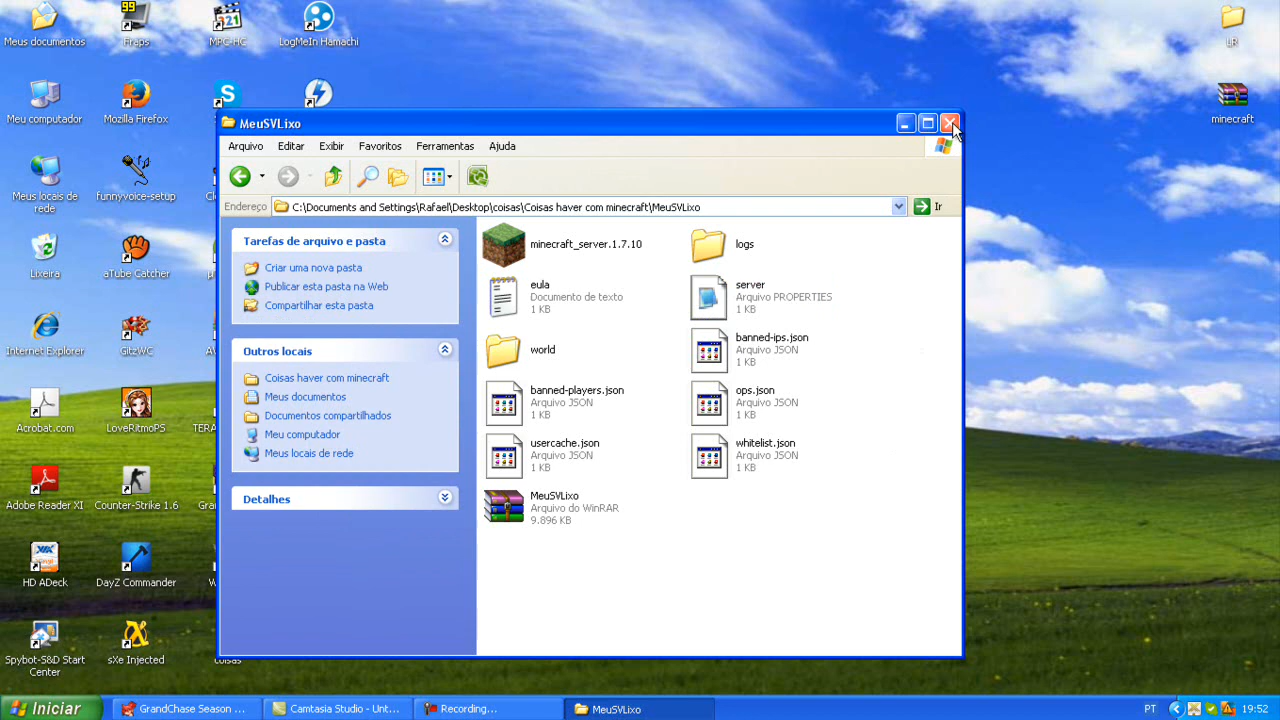 Meus documentos
Fraps
99
MPC-HC
321
LogMeIn Hamachi
LR
Meu computador
Mozilla Firefox
minecraft
Meus locais de
rede
funnyvoice-setup
Lixeira
aTube Catcher
Internet Explorer
GitzWC
Acrobat.com
LoveRitmoPS
TERA
Adobe Reader XI
Counter-Strike 1.6
HD ADeck
DayZ Commander
Spybot-S&D Start
Center
sXe Injected
coisas
MeuSVLixo
Arquivo
Editar
Exibir
Favoritos
Ferramentas
Ajuda
Endereço
C:\Documents and Settings\Rafael\Desktop\coisas\Coisas haver com minecraft\MeuSVLixo
Ir
Tarefas de arquivo e pasta
Criar uma nova pasta
Publicar esta pasta na Web
Compartilhar esta pasta
Outros locais
Coisas haver com minecraft
Meus documentos
Documentos compartilhados
Meu computador
Meus locais de rede
Detalhes
minecraft_server.1.7.10
logs
eula
Documento de texto
1 KB
server
Arquivo PROPERTIES
1 KB
world
banned-ips.json
Arquivo JSON
1 KB
banned-players.json
Arquivo JSON
1 KB
ops.json
Arquivo JSON
1 KB
usercache.json
Arquivo JSON
1 KB
whitelist.json
Arquivo JSON
1 KB
MeuSVLixo
Arquivo do WinRAR
9.896 KB
Iniciar
GrandChase Season ...
Camtasia Studio - Unt...
Recording...
MeuSVLixo
PT
19:52